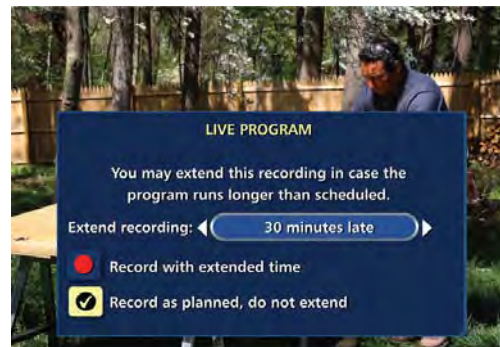 LIVE PROGRAM
You may extend this recording in case the
program runs longer than scheduled.
Extend recording: 30 minutes late
Record with extended time
Record as planned, do not extend